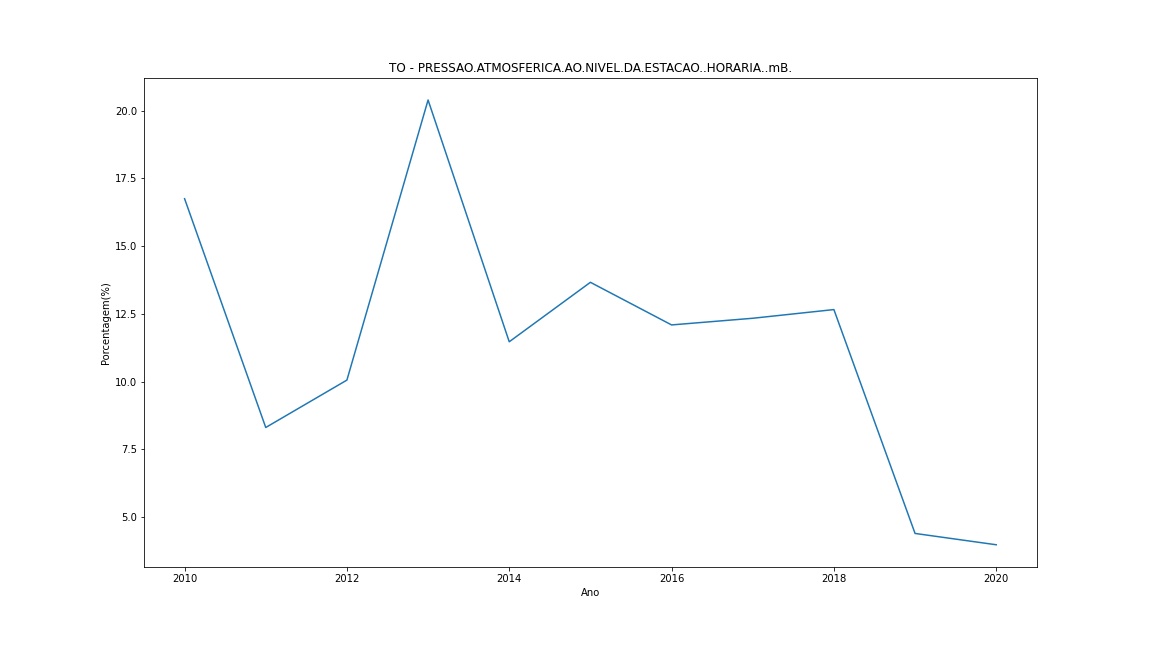 TO - PRESSAO.ATMOSFERICA.AO.NIVEL.DA.ESTACAO..HORARIA..mB.
Porcentagem(%)
20.0
17.5
15.0
12.5
10.0
7.5
5.0
2010 2012 2014 2016 2018 2020
Ano